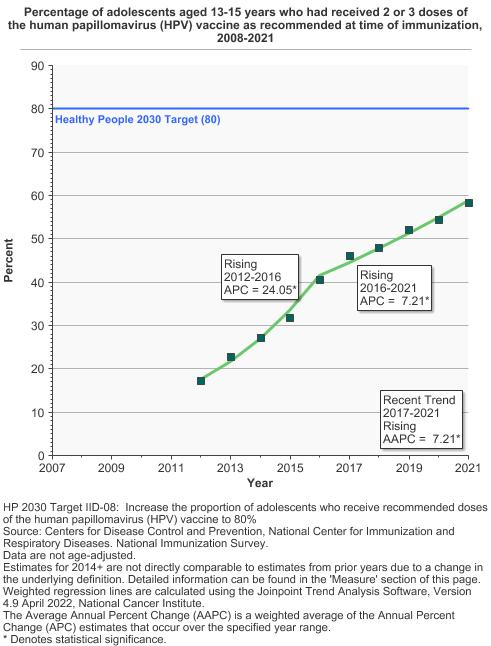 Percentage of adolescents aged 13-15 years who had received 2 or 3 doses of
the human papillomavirus (HPV) vaccine as recommended at time of immunization,
2008-2021
90
80
Healthy People 2030 Target (80)
70
60
50
Percent
Rising
2012-2016
APC = 24.05*
Rising
2016-2021
APC =  7.21*
40
30
20
Recent Trend
2017-2021
Rising
AAPC =  7.21*
10
0
2007 2009 2011 2013 2015 2017 2019 2021
Year
HP 2030 Target IID-08:  Increase the proportion of adolescents who receive recommended doses
of the human papillomavirus (HPV) vaccine to 80%
Source: Centers for Disease Control and Prevention, National Center for Immunization and
Respiratory Diseases. National Immunization Survey.
Data are not age-adjusted.
Estimates for 2014+ are not directly comparable to estimates from prior years due to a change in
the underlying definition. Detailed information can be found in the 'Measure' section of this page.
Weighted regression lines are calculated using the Joinpoint Trend Analysis Software, Version
4.9 April 2022, National Cancer Institute.
The Average Annual Percent Change (AAPC) is a weighted average of the Annual Percent
Change (APC) estimates that occur over the specified year range.
* Denotes statistical significance.